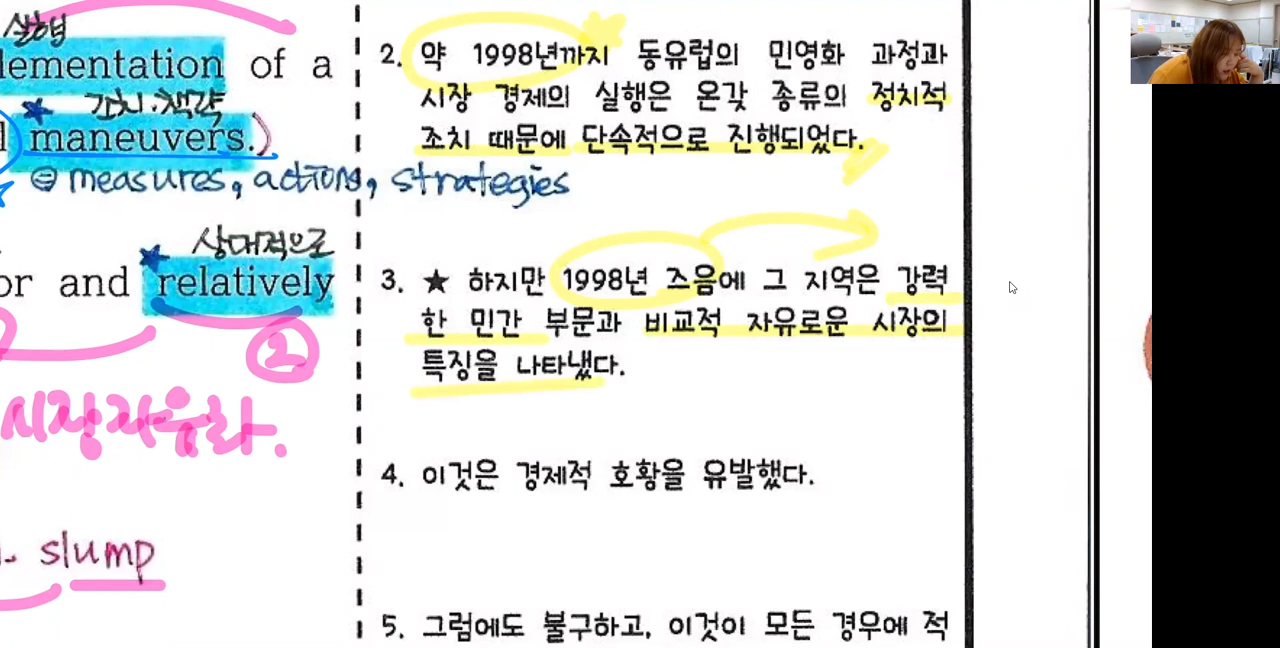 실행
lementation of a
조치·책략
l maneuvers.)
= measures, actions, strategies
상대적으로
or and relatively
②
시장자유화.
. slump
2. 약 1998년까지 동유럽의 민영화 과정과
시장 경제의 실행은 온갖 종류의 정치적
조치 때문에 단속적으로 진행되었다.
3. ★ 하지만 1998년 즈음에 그 지역은 강력
한 민간 부문과 비교적 자유로운 시장의
특징을 나타냈다.
4. 이것은 경제적 호황을 유발했다.
5. 그럼에도 불구하고, 이것이 모든 경우에 적